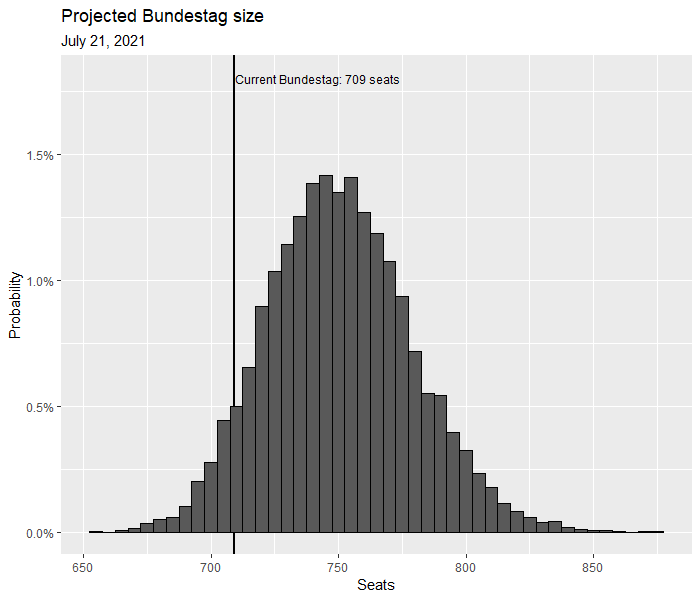 Projected Bundestag size
July 21, 2021
Current Bundestag: 709 seats
1.5%
1.0%
0.5%
0.0%
Probability
650 700 750 800 850
Seats